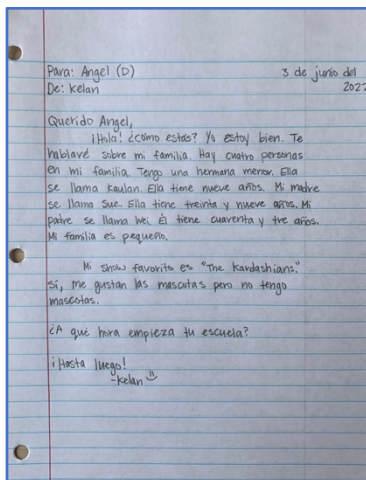 Para: Angel (D) 3 de junio del
De: Kelan 2022
Querido Angel,
¡Hola! ¿cómo estás? Yo estoy bien. Te
hablaré sobre mi familia. Hay cuatro personas
en mi familia. Tengo una hermana menor. Ella
se llama Kaulan. Ella tiene nueve años. Mi madre
se llama Sue. Ella tiene treinta y nueve años. Mi
padre se llama Wei. Él tiene cuarenta y tre años.
Mi familia es pequeño.
Mi show favorito es "The Kardashians."
Sí, me gustan las mascotas pero no tengo
mascotas.
¿A qué hora empieza tu escuela?
¡Hasta luego!
-Kelan